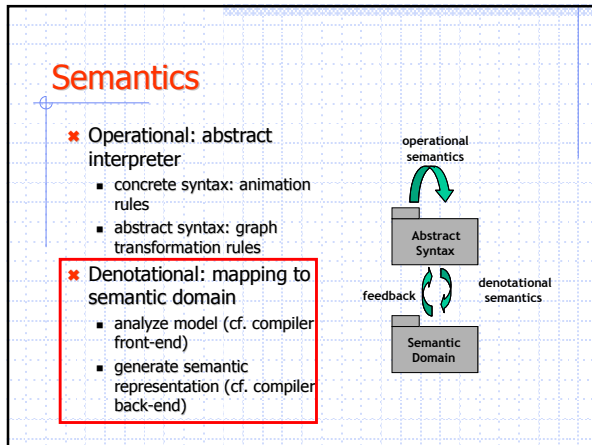 Semantics
✖ Operational: abstract
interpreter
▪ concrete syntax: animation
rules
▪ abstract syntax: graph
transformation rules
✖ Denotational: mapping to
semantic domain
▪ analyze model (cf. compiler
front-end)
▪ generate semantic
representation (cf. compiler
back-end)
operational
semantics
Abstract
Syntax
feedback
denotational
semantics
Semantic
Domain